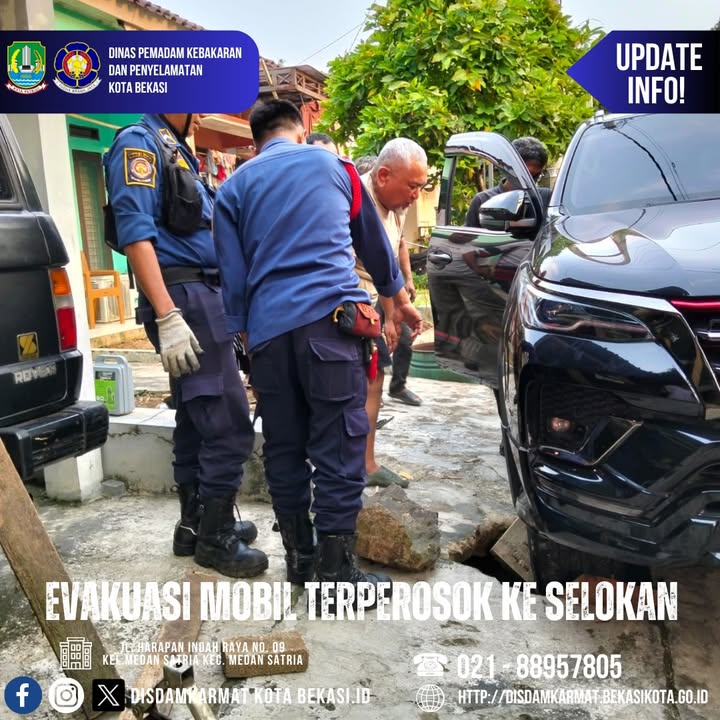 DINAS PEMADAM KEBAKARAN
DAN PENYELAMATAN
KOTA BEKASI
UPDATE
INFO!
EVAKUASI MOBIL TERPEROSOK KE SELOKAN
JL. HARAPAN INDAH RAYA NO. 09
KEL.MEDAN SATRIA KEC. MEDAN SATRIA
021 - 88957805
DISDAMKARMAT KOTA BEKASI.ID
HTTP://DISDAMKARMAT.BEKASIKOTA.GO.ID